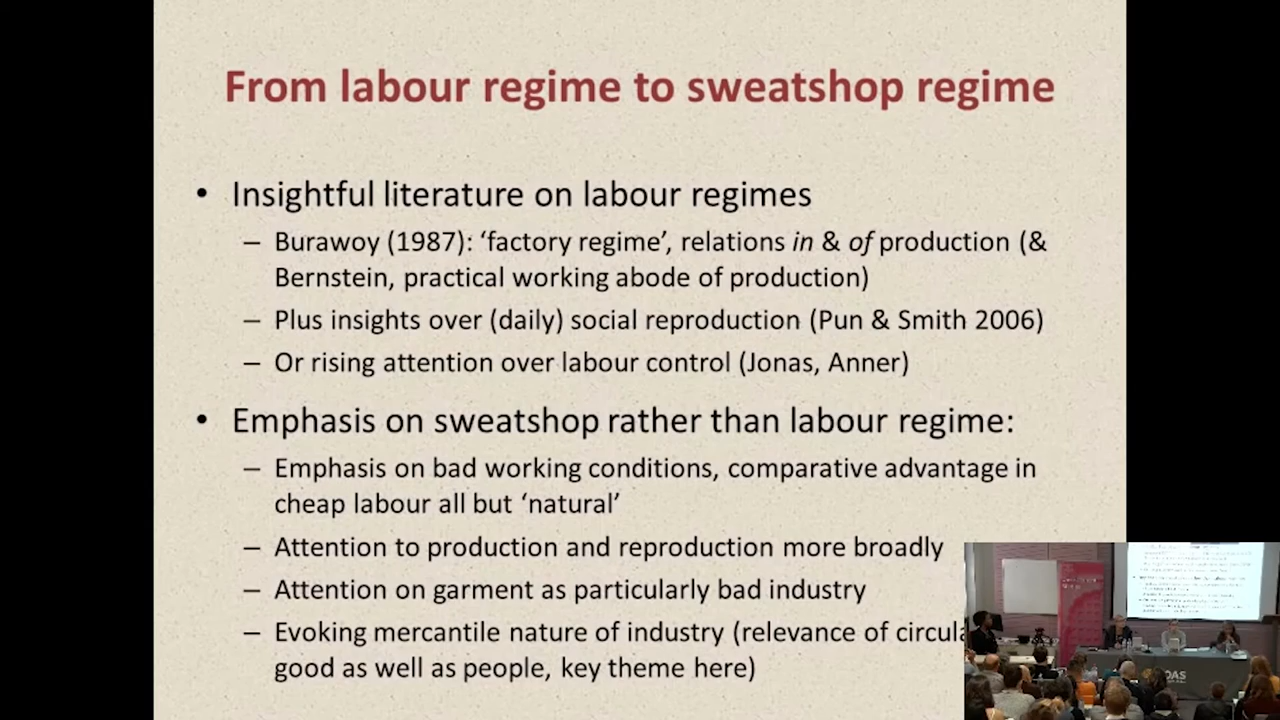 From labour regime to sweatshop regime
• Insightful literature on labour regimes
– Burawoy (1987): ‘factory regime’, relations in & of production (&
Bernstein, practical working abode of production)
– Plus insights over (daily) social reproduction (Pun & Smith 2006)
– Or rising attention over labour control (Jonas, Anner)
• Emphasis on sweatshop rather than labour regime:
– Emphasis on bad working conditions, comparative advantage in
cheap labour all but ‘natural’
– Attention to production and reproduction more broadly
– Attention on garment as particularly bad industry
– Evoking mercantile nature of industry (relevance of
good as well as people, key theme here)